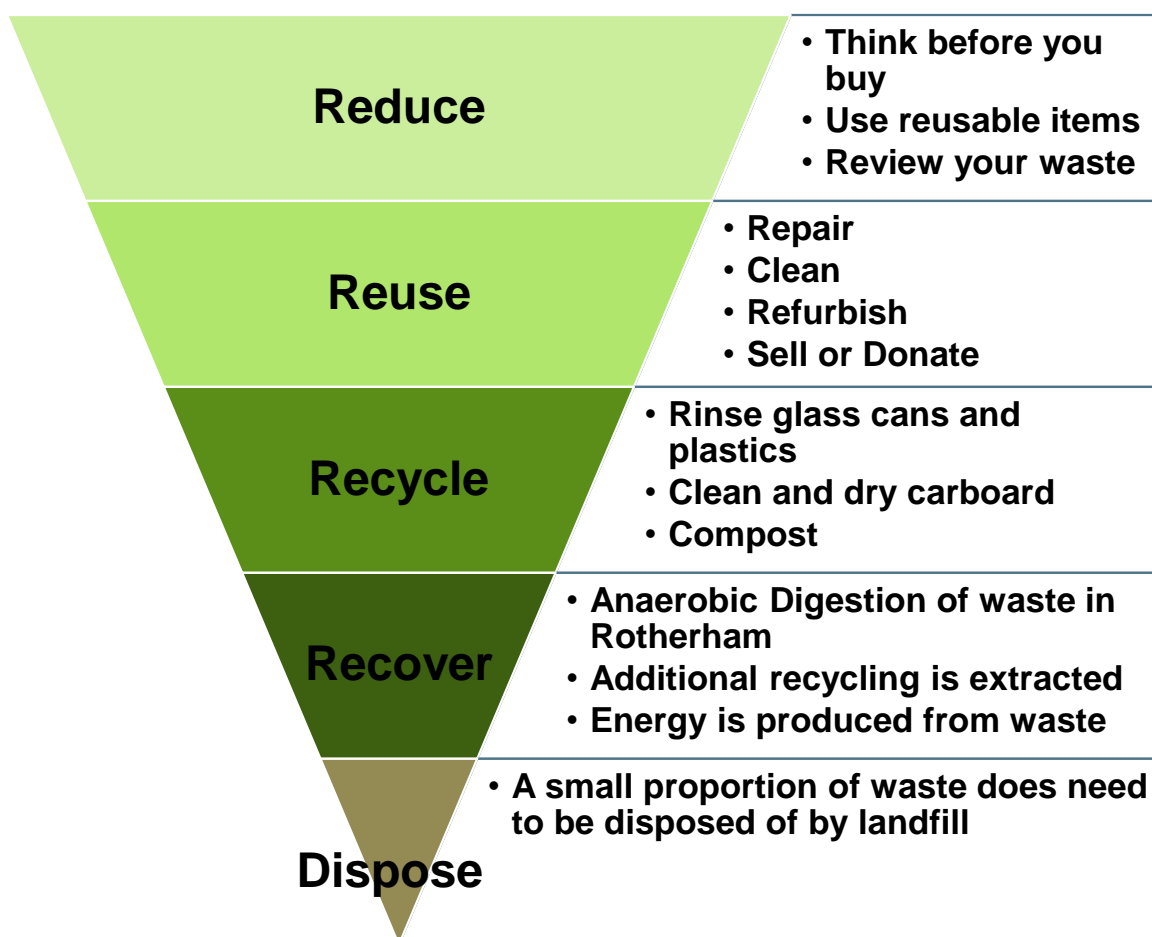 Reduce
• Think before you
buy
• Use reusable items
• Review your waste
Reuse
• Repair
• Clean
• Refurbish
• Sell or Donate
Recycle
• Rinse glass cans and
plastics
• Clean and dry carboard
• Compost
Recover
• Anaerobic Digestion of waste in
Rotherham
• Additional recycling is extracted
• Energy is produced from waste
Dispose
• A small proportion of waste does need
to be disposed of by landfill